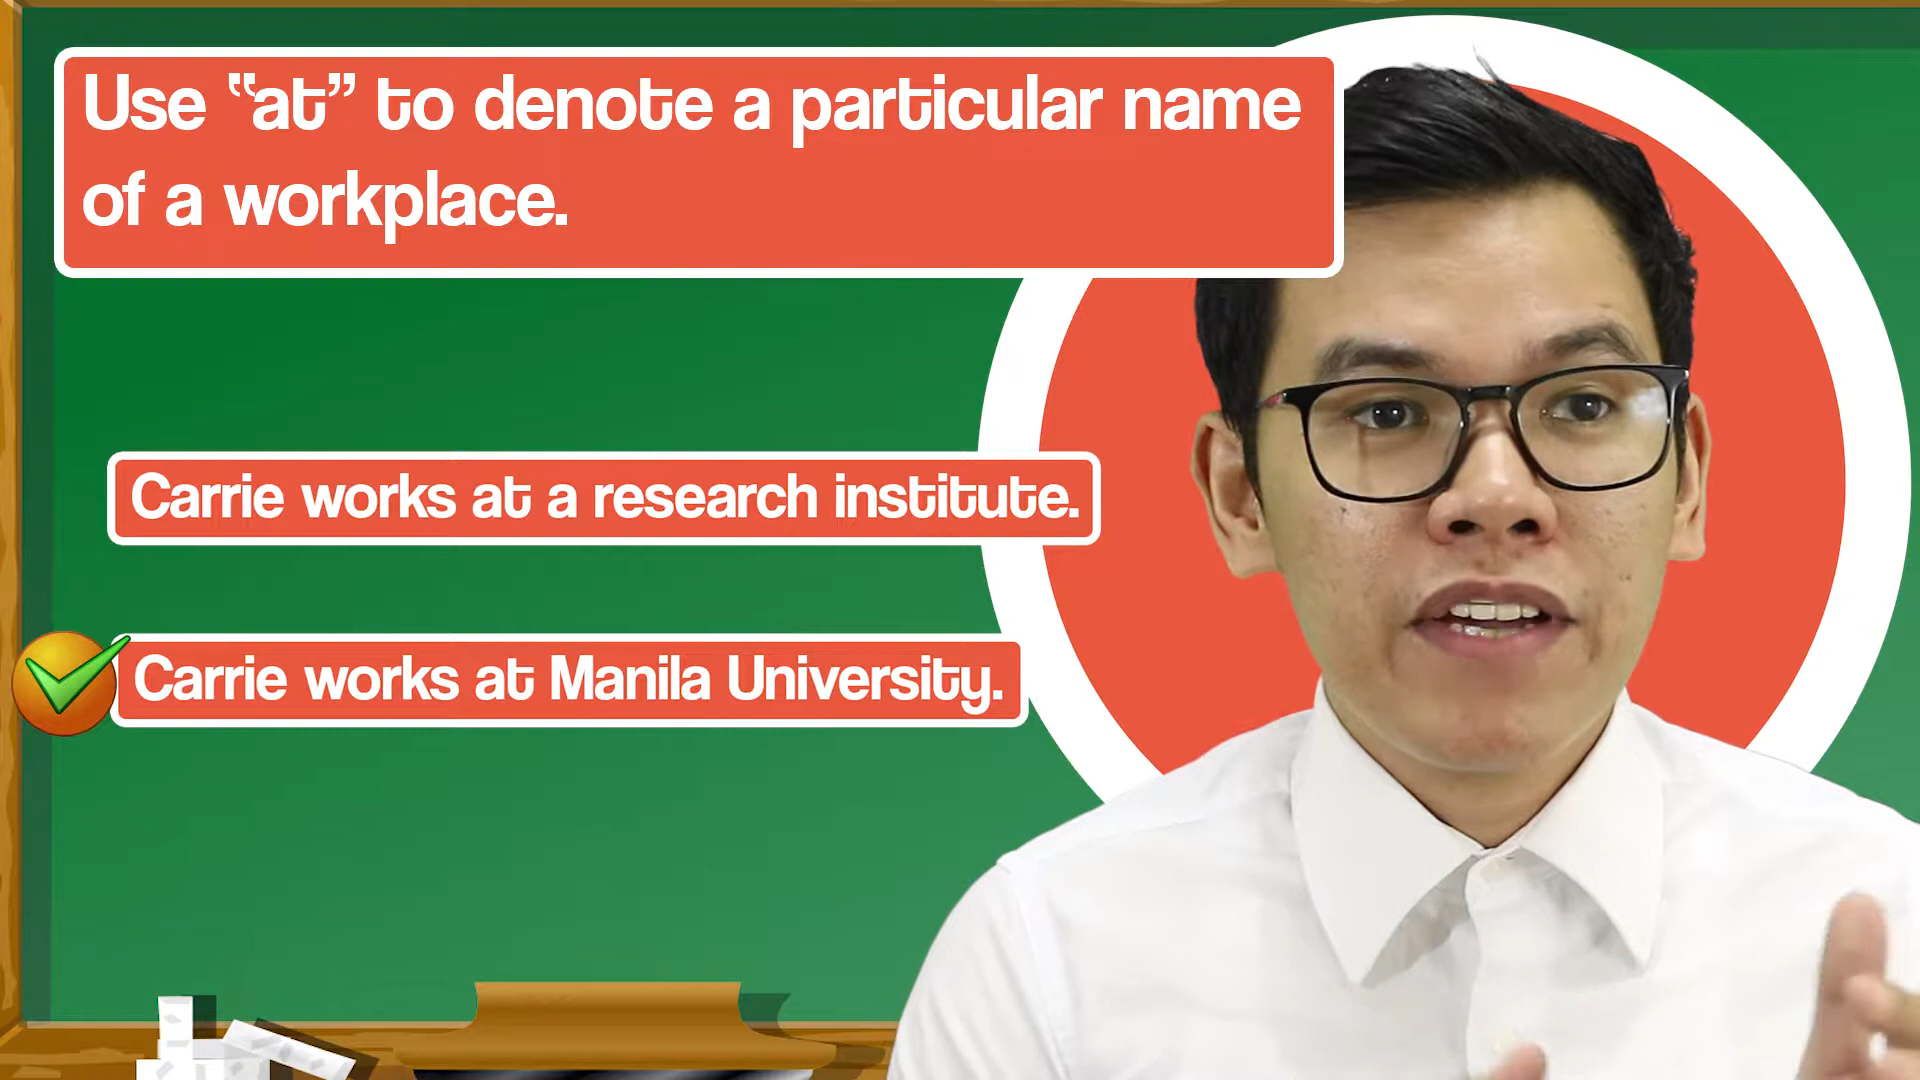 Use “at” to denote a particular name
of a workplace.
Carrie works at a research institute.
Carrie works at Manila University.